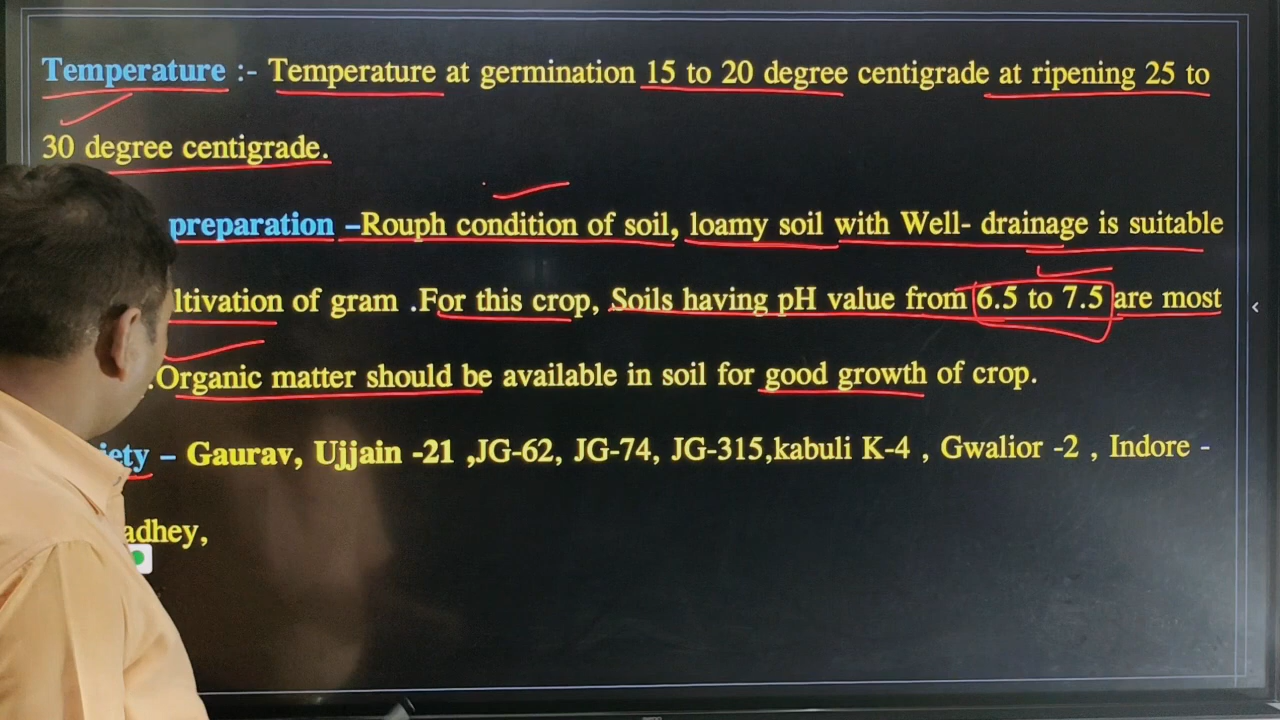 Temperature :- Temperature at germination 15 to 20 degree centigrade at ripening 25 to
30 degree centigrade.
preparation –Rouph condition of soil, loamy soil with Well- drainage is suitable
ltivation of gram .For this crop, Soils having pH value from 6.5 to 7.5 are most
.Organic matter should be available in soil for good growth of crop.
iety – Gaurav, Ujjain -21 ,JG-62, JG-74, JG-315,kabuli K-4 , Gwalior -2 , Indore -
adhey,